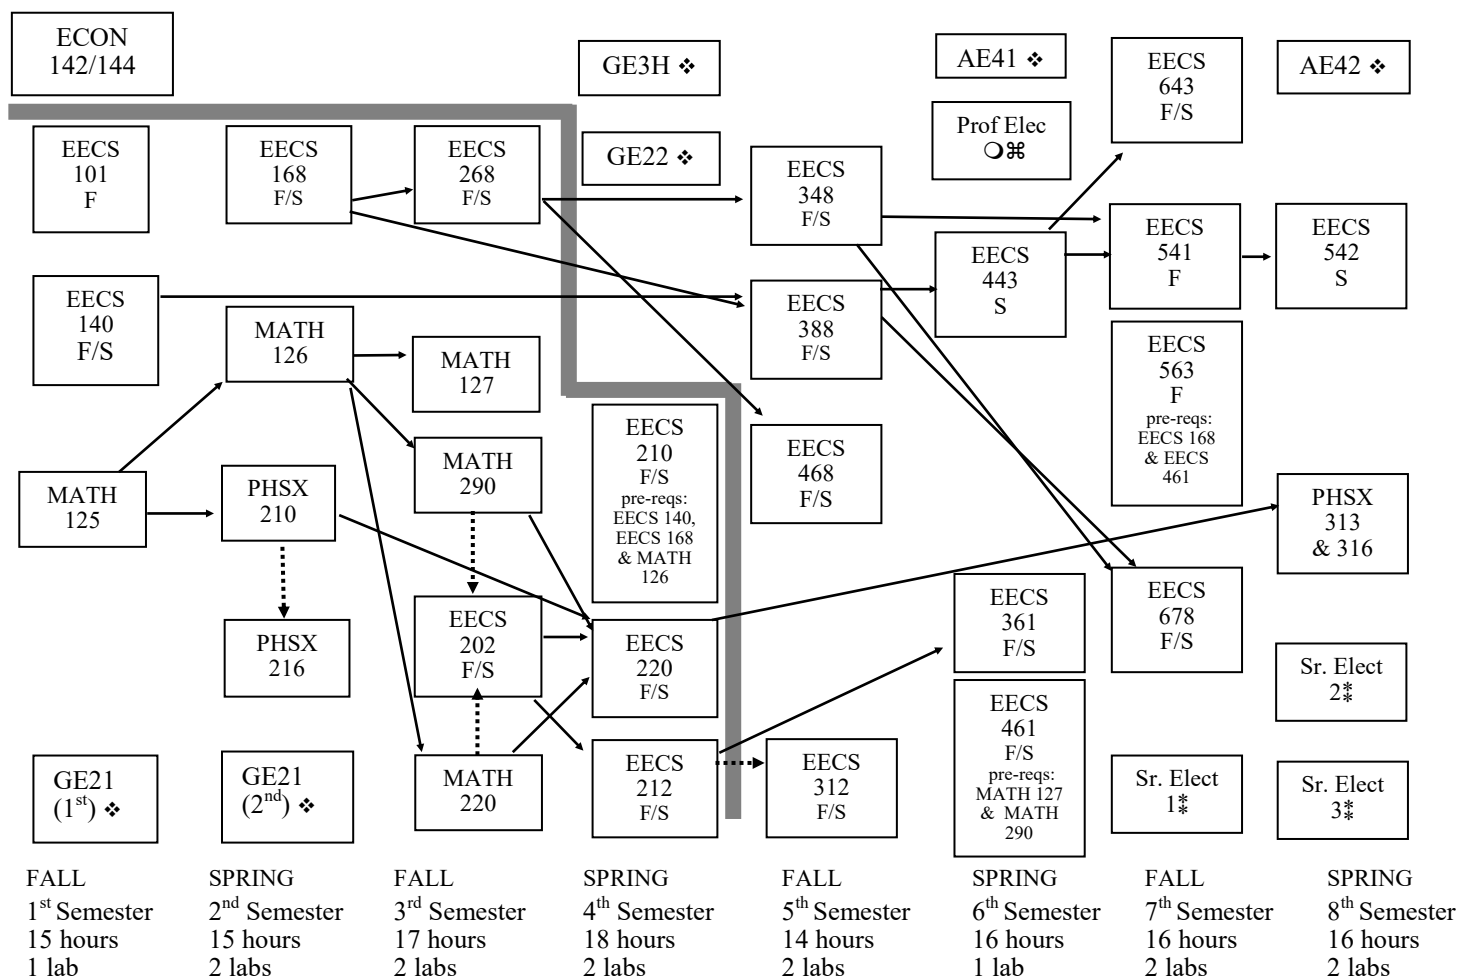 ECON
142/144
EECS
101
F
EECS
140
F/S
MATH
125
GE21
(1st) ❖
FALL
1st Semester
15 hours
1 lab
EECS
168
F/S
MATH
126
PHSX
210
PHSX
216
GE21
(2nd) ❖
SPRING
2nd Semester
15 hours
2 labs
EECS
268
F/S
MATH
127
MATH
290
EECS
202
F/S
MATH
220
FALL
3rd Semester
17 hours
2 labs
GE3H ❖
GE22 ❖
EECS
210
F/S
pre-reqs:
EECS 140,
EECS 168
& MATH
126
EECS
220
F/S
EECS
212
F/S
SPRING
4th Semester
18 hours
2 labs
EECS
348
F/S
EECS
388
F/S
EECS
468
F/S
EECS
312
F/S
FALL
5th Semester
14 hours
2 labs
AE41 ❖
Prof Elec
❍⌘
EECS
443
S
EECS
361
F/S
EECS
461
F/S
pre-reqs:
MATH 127
& MATH
290
SPRING
6th Semester
16 hours
1 lab
EECS
643
F/S
EECS
541
F
EECS
563
F
pre-reqs:
EECS 168
& EECS
461
EECS
678
F/S
Sr. Elect
1⁑
FALL
7th Semester
16 hours
2 labs
AE42 ❖
EECS
542
S
PHSX
313
& 316
Sr. Elect
2⁑
Sr. Elect
3⁑
SPRING
8th Semester
16 hours
2 labs